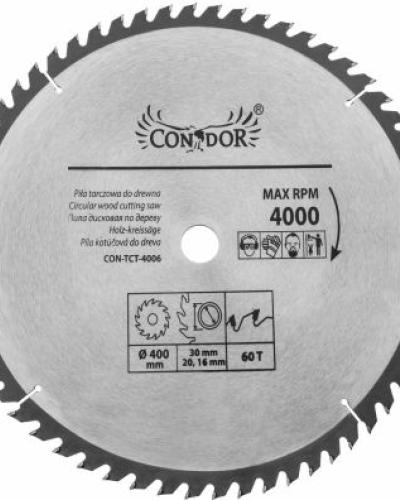 CONDOR®
Piła tarczowa do drewna
Circular wood cutting saw
Пила дисковая по дереву
Holz-kreissäge
Píla kotúčová do dreva
CON-TCT-4006
MAX RPM
4000
Ø 400
mm
30 mm
20, 16 mm
60 T